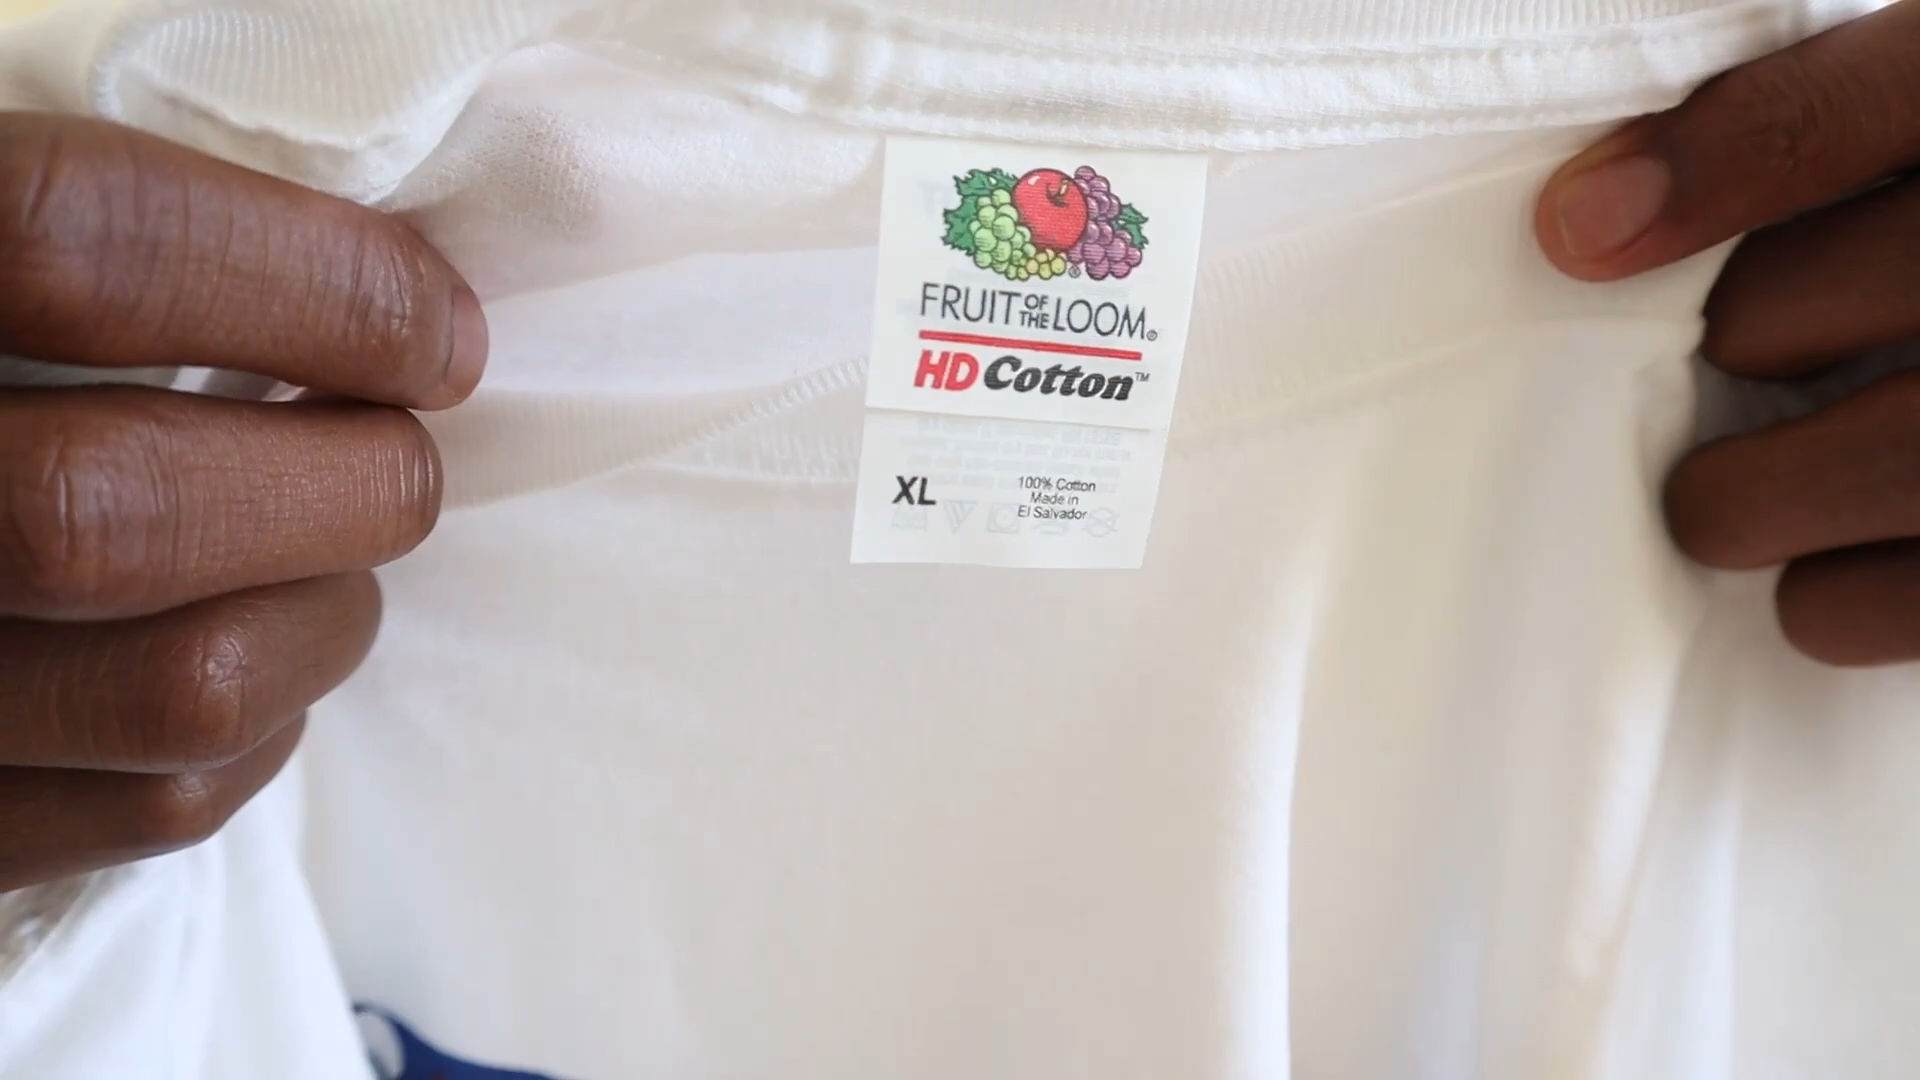 FRUIT OF THE LOOM®
HD Cotton™
XL
100% Cotton
Made in
El Salvador